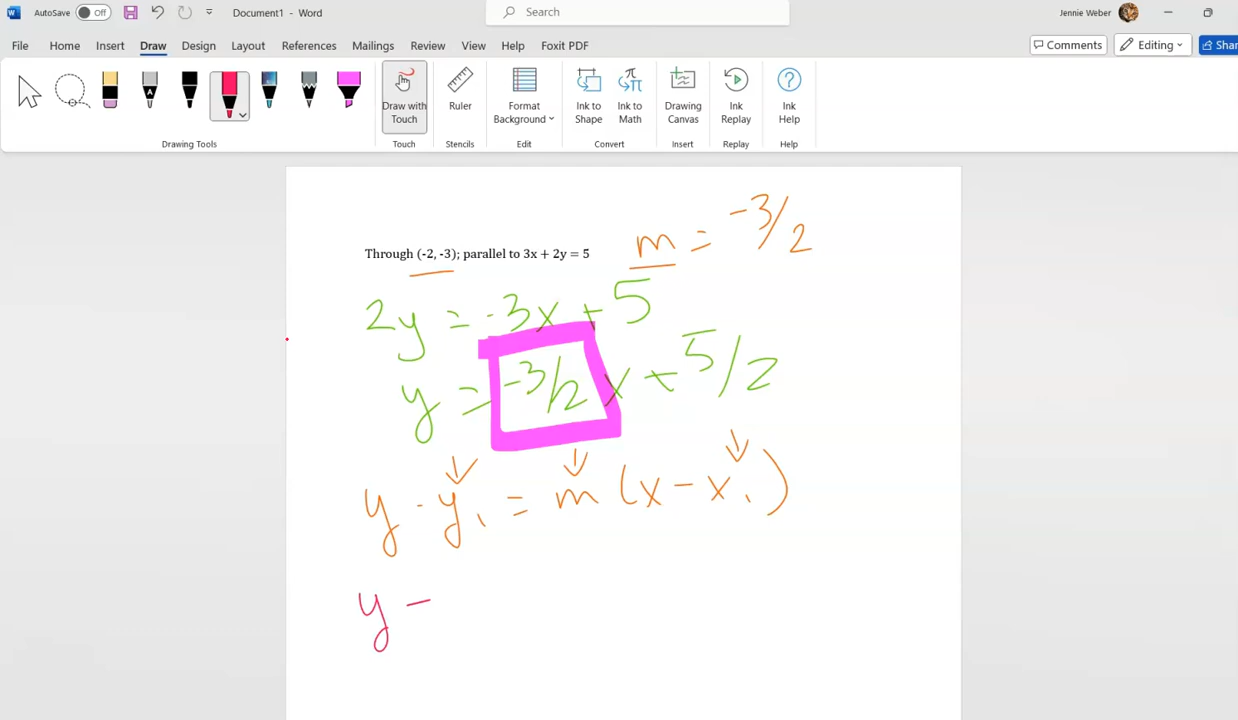 AutoSave Off Document1 - Word Search Jennie Weber
File Home Insert Draw Design Layout References Mailings Review View Help Foxit PDF Comments Editing Shar
A
Draw with Touch Ruler Format Background Ink to Shape Ink to Math Drawing Canvas Ink Replay Ink Help
Drawing Tools Touch Stencils Edit Convert Insert Replay Help
m = -3/2
Through (-2, -3); parallel to 3x + 2y = 5
2y = -3x + 5
y = -3/2 x + 5/2
y - y₁ = m (x - x₁)
y -